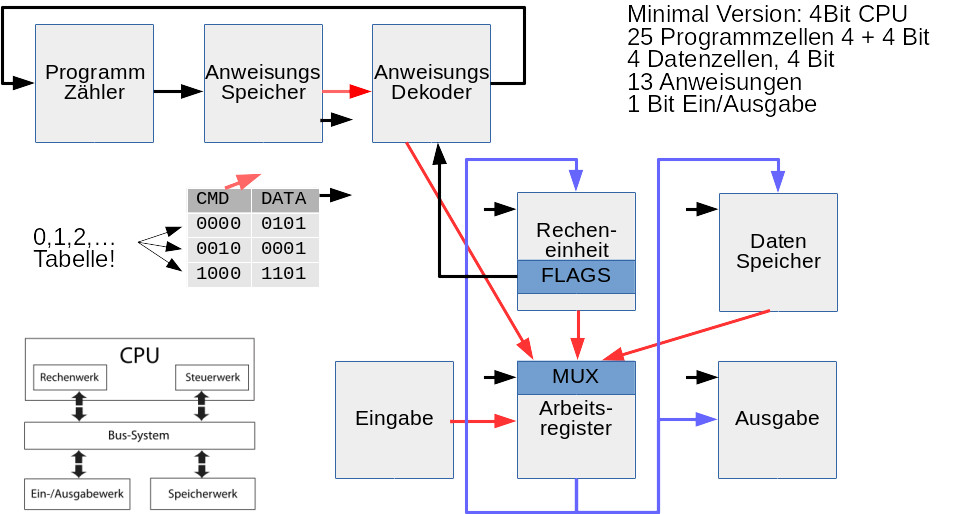 Minimal Version: 4Bit CPU
25 Programmzellen 4 + 4 Bit
4 Datenzellen, 4 Bit
13 Anweisungen
1 Bit Ein/Ausgabe
Programm
Zähler
Anweisungs
Speicher
Anweisungs
Dekoder
CMD DATA
0000 0101
0010 0001
1000 1101
0,1,2,...
Tabelle!
Rechen-
einheit
FLAGS
Daten
Speicher
CPU
Rechenwerk
Steuerwerk
Bus-System
Ein-/Ausgabewerk
Speicherwerk
Eingabe
MUX
Arbeits-
register
Ausgabe